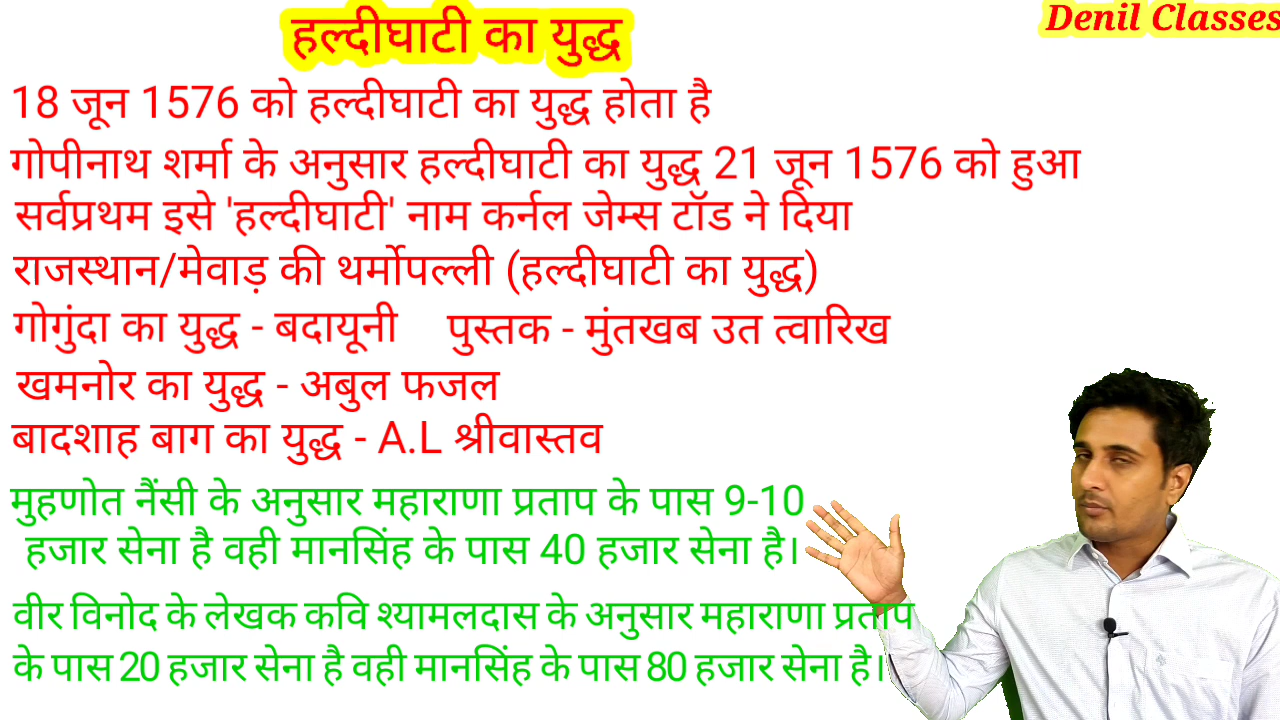 हल्दीघाटी का युद्ध
Denil Classes
18 जून 1576 को हल्दीघाटी का युद्ध होता है
गोपीनाथ शर्मा के अनुसार हल्दीघाटी का युद्ध 21 जून 1576 को हुआ
सर्वप्रथम इसे 'हल्दीघाटी' नाम कर्नल जेम्स टॉड ने दिया
राजस्थान/मेवाड़ की थर्मोपल्ली (हल्दीघाटी का युद्ध)
गोगुंदा का युद्ध - बदायूनी पुस्तक - मुंतखब उत त्वारिख
खमनोर का युद्ध - अबुल फजल
बादशाह बाग का युद्ध - A.L श्रीवास्तव
मुहणोत नैंसी के अनुसार महाराणा प्रताप के पास 9-10
हजार सेना है वही मानसिंह के पास 40 हजार सेना है।
वीर विनोद के लेखक कवि श्यामलदास के अनुसार महाराणा प्रताप
के पास 20 हजार सेना है वही मानसिंह के पास 80 हजार सेना है।